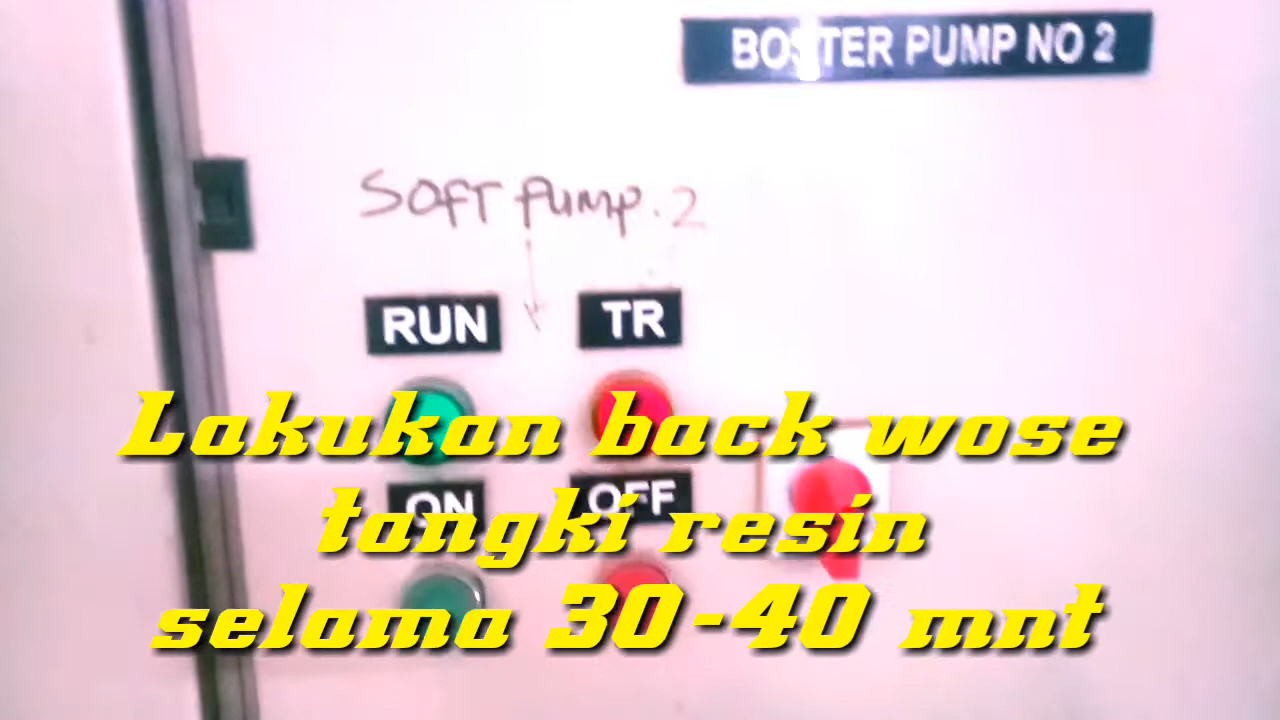 BOSTER PUMP NO 2
SOFT PUMP. 2
RUN TR
Lakukan back wose
ON OFF
tangki resin
selama 30-40 mnt